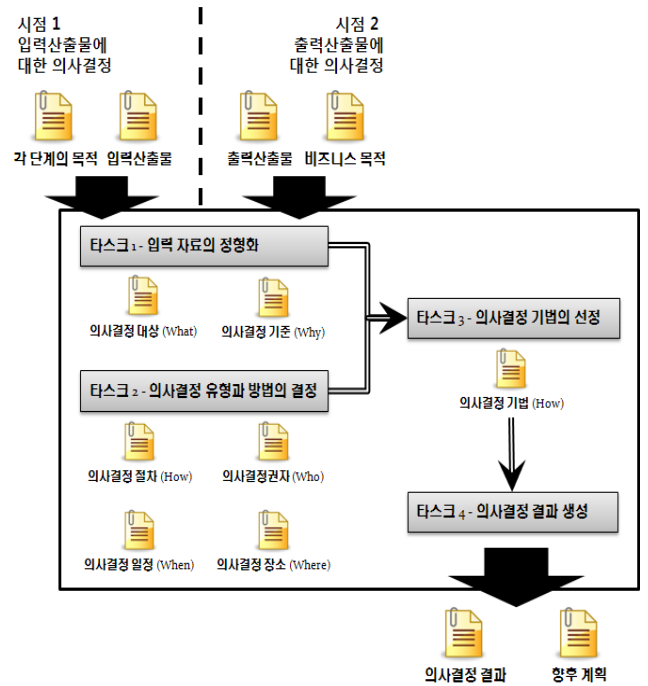 시점 1
입력산출물에
대한 의사결정
시점 2
출력산출물에
대한 의사결정
각 단계의 목적 입력산출물
출력산출물 비즈니스 목적
타스크 1 - 입력 자료의 정형화
의사결정 대상 (What) 의사결정 기준 (Why)
타스크 2 - 의사결정 유형과 방법의 결정
의사결정 절차 (How) 의사결정권자 (Who)
의사결정 일정 (When) 의사결정 장소 (Where)
타스크 3 - 의사결정 기법의 선정
의사결정 기법 (How)
타스크 4 - 의사결정 결과 생성
의사결정 결과 향후 계획